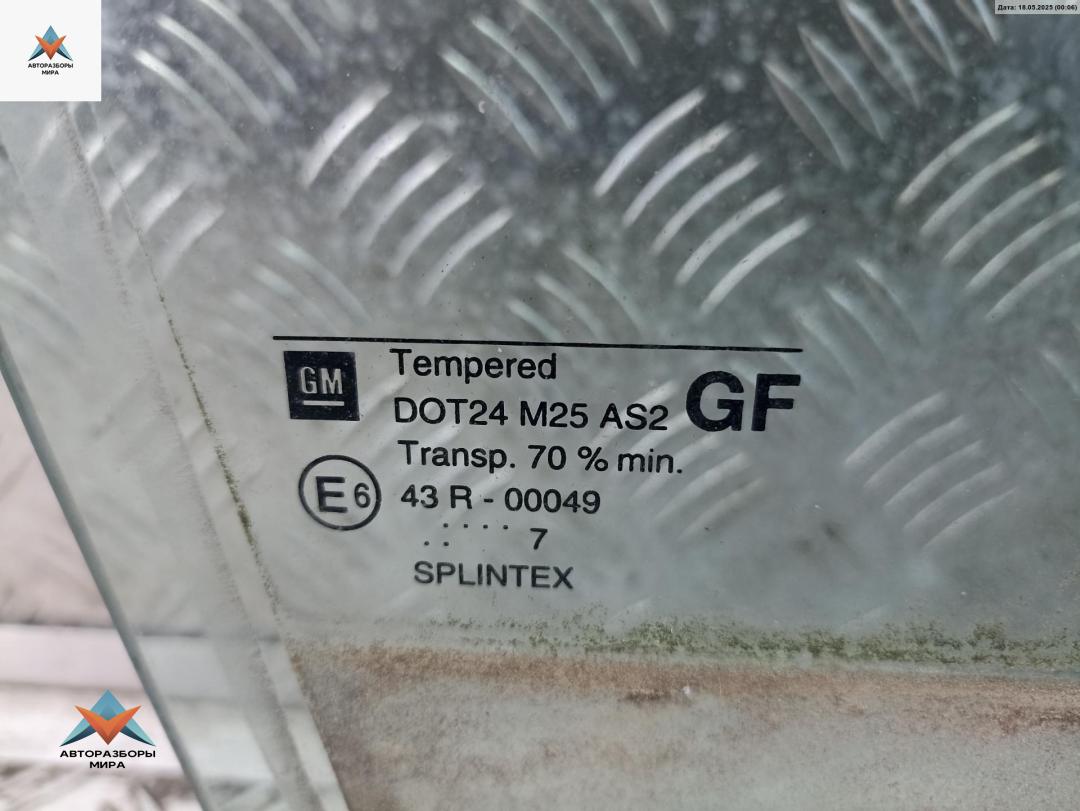 Дата: 18.05.2025 (00:06)
АВТОРАЗБОРЫ
МИРА
GM
Tempered
DOT24 M25 AS2 GF
Transp. 70 % min.
E6 43 R - 00049
.. .... 7
SPLINTEX
АВТОРАЗБОРЫ
МИРА